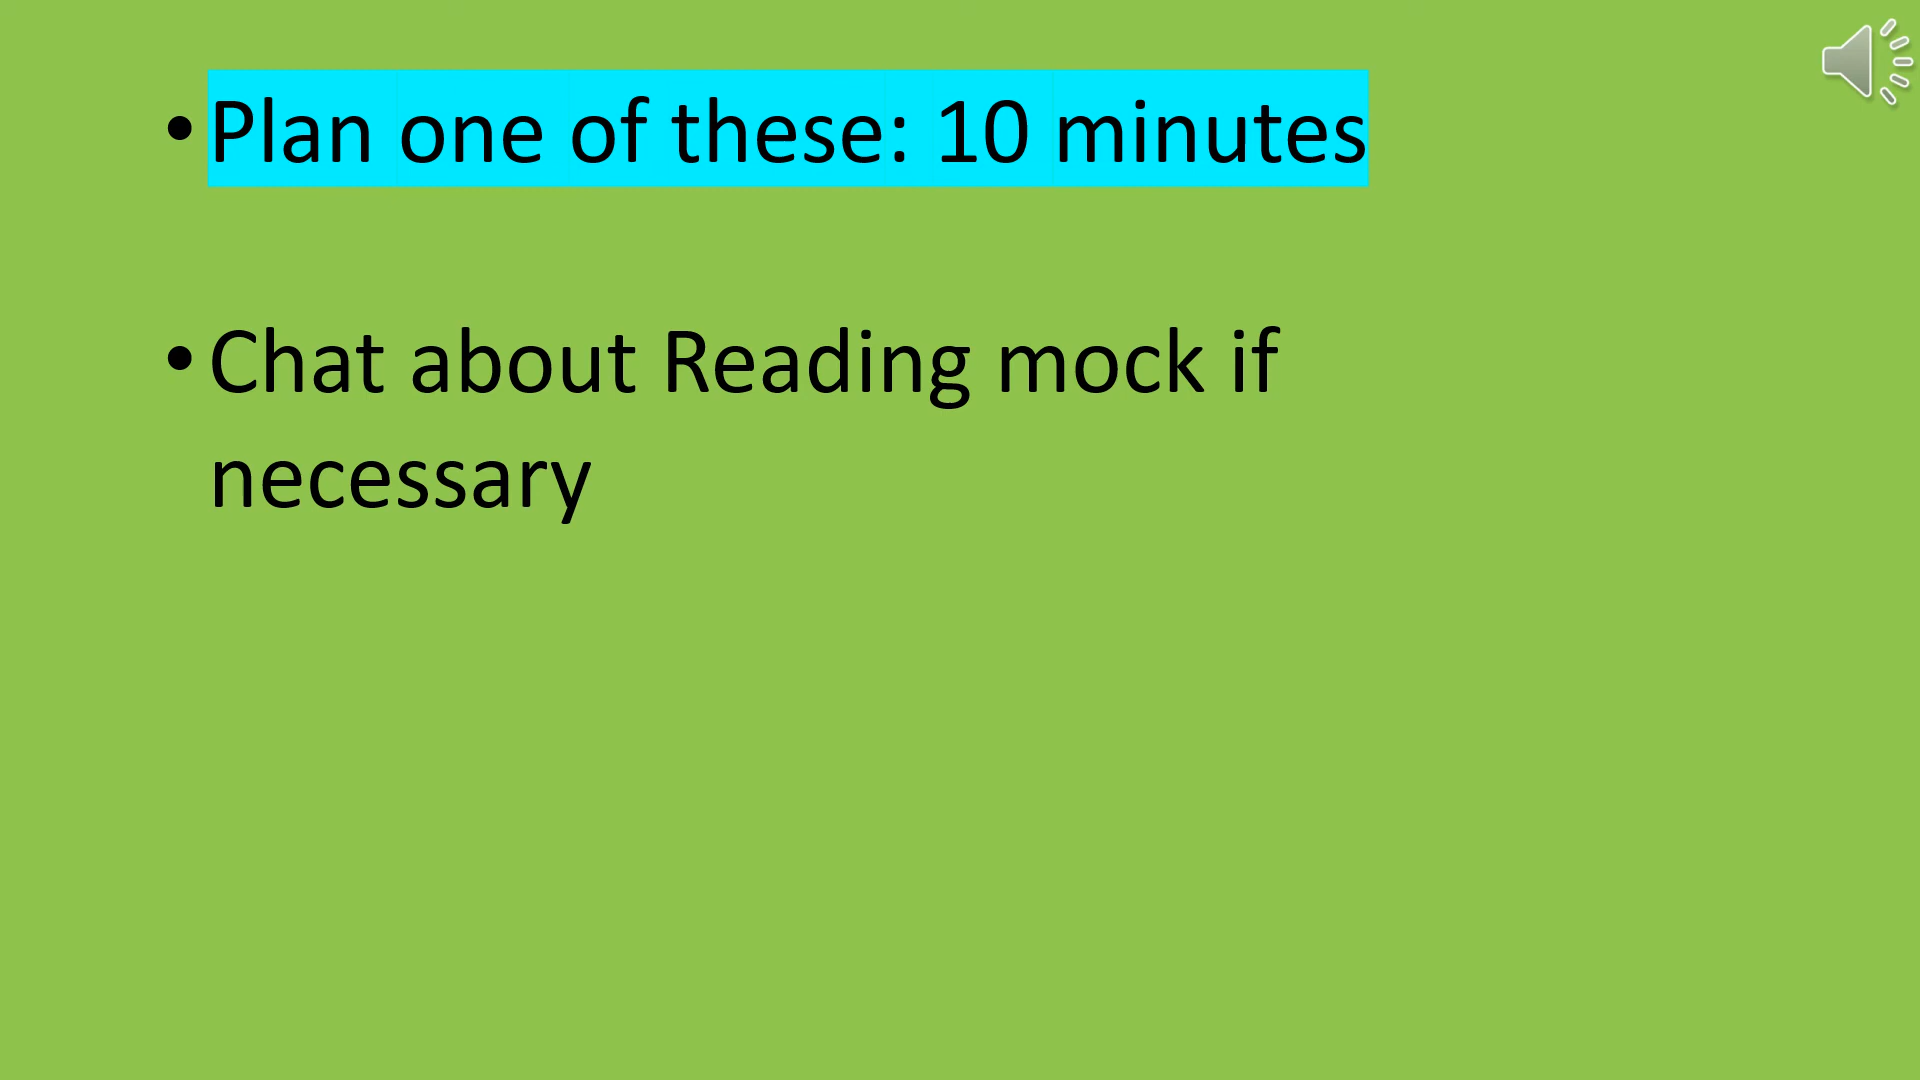 • Plan one of these: 10 minutes
• Chat about Reading mock if
necessary